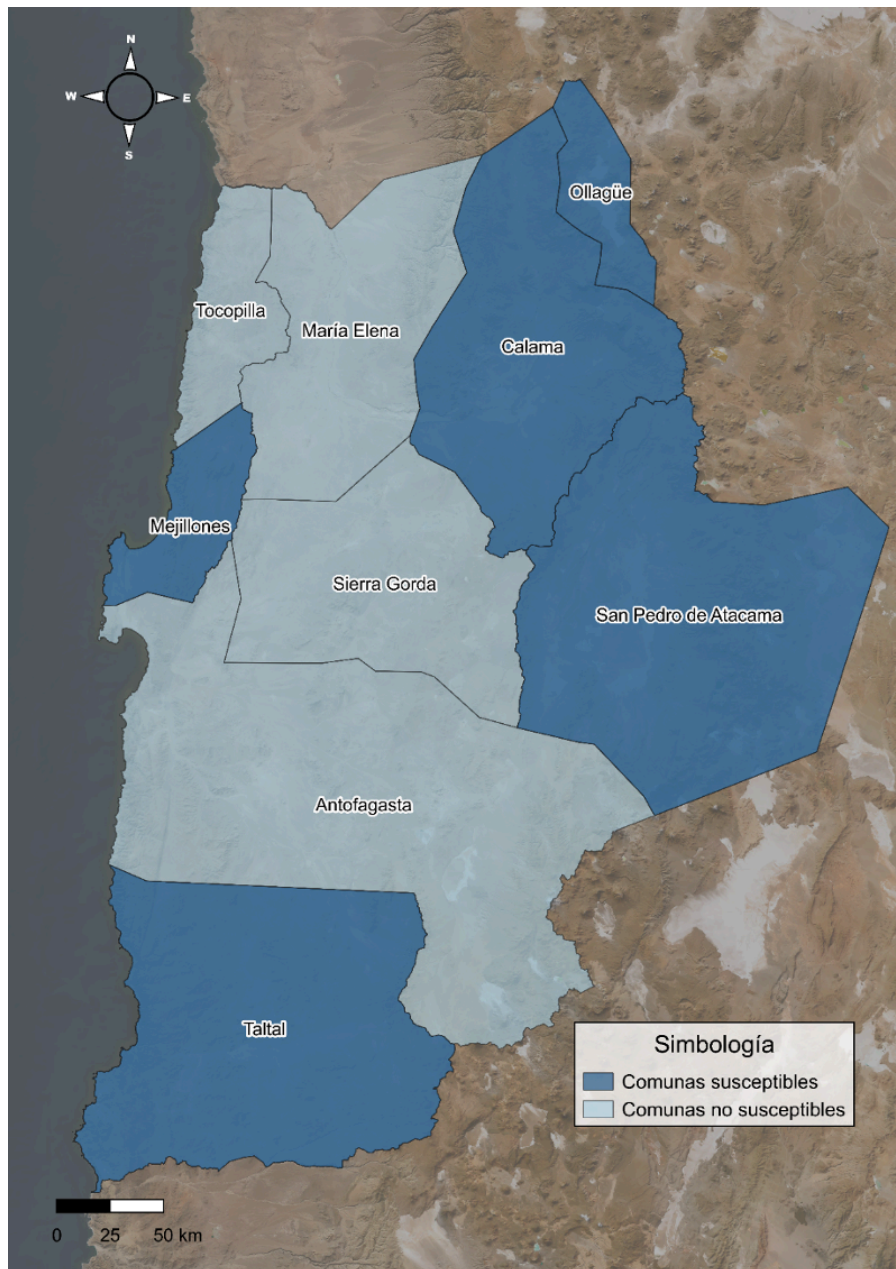 N
W
E
S
Ollagüe
Tocopilla
María Elena
Calama
Mejillones
Sierra Gorda
San Pedro de Atacama
Antofagasta
Taltal
Simbología
Comunas susceptibles
Comunas no susceptibles
0 25 50 km